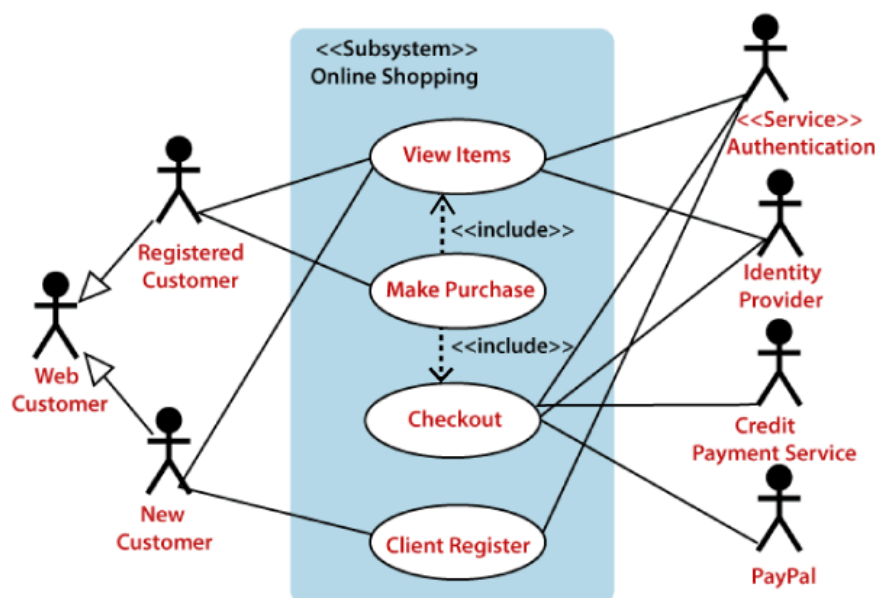 <<Subsystem>>
Online Shopping
<<Service>>
Authentication
View Items
<<include>>
Registered
Customer
Make Purchase
Identity
Provider
<<include>>
Web
Customer
Checkout
Credit
Payment Service
New
Customer
Client Register
PayPal